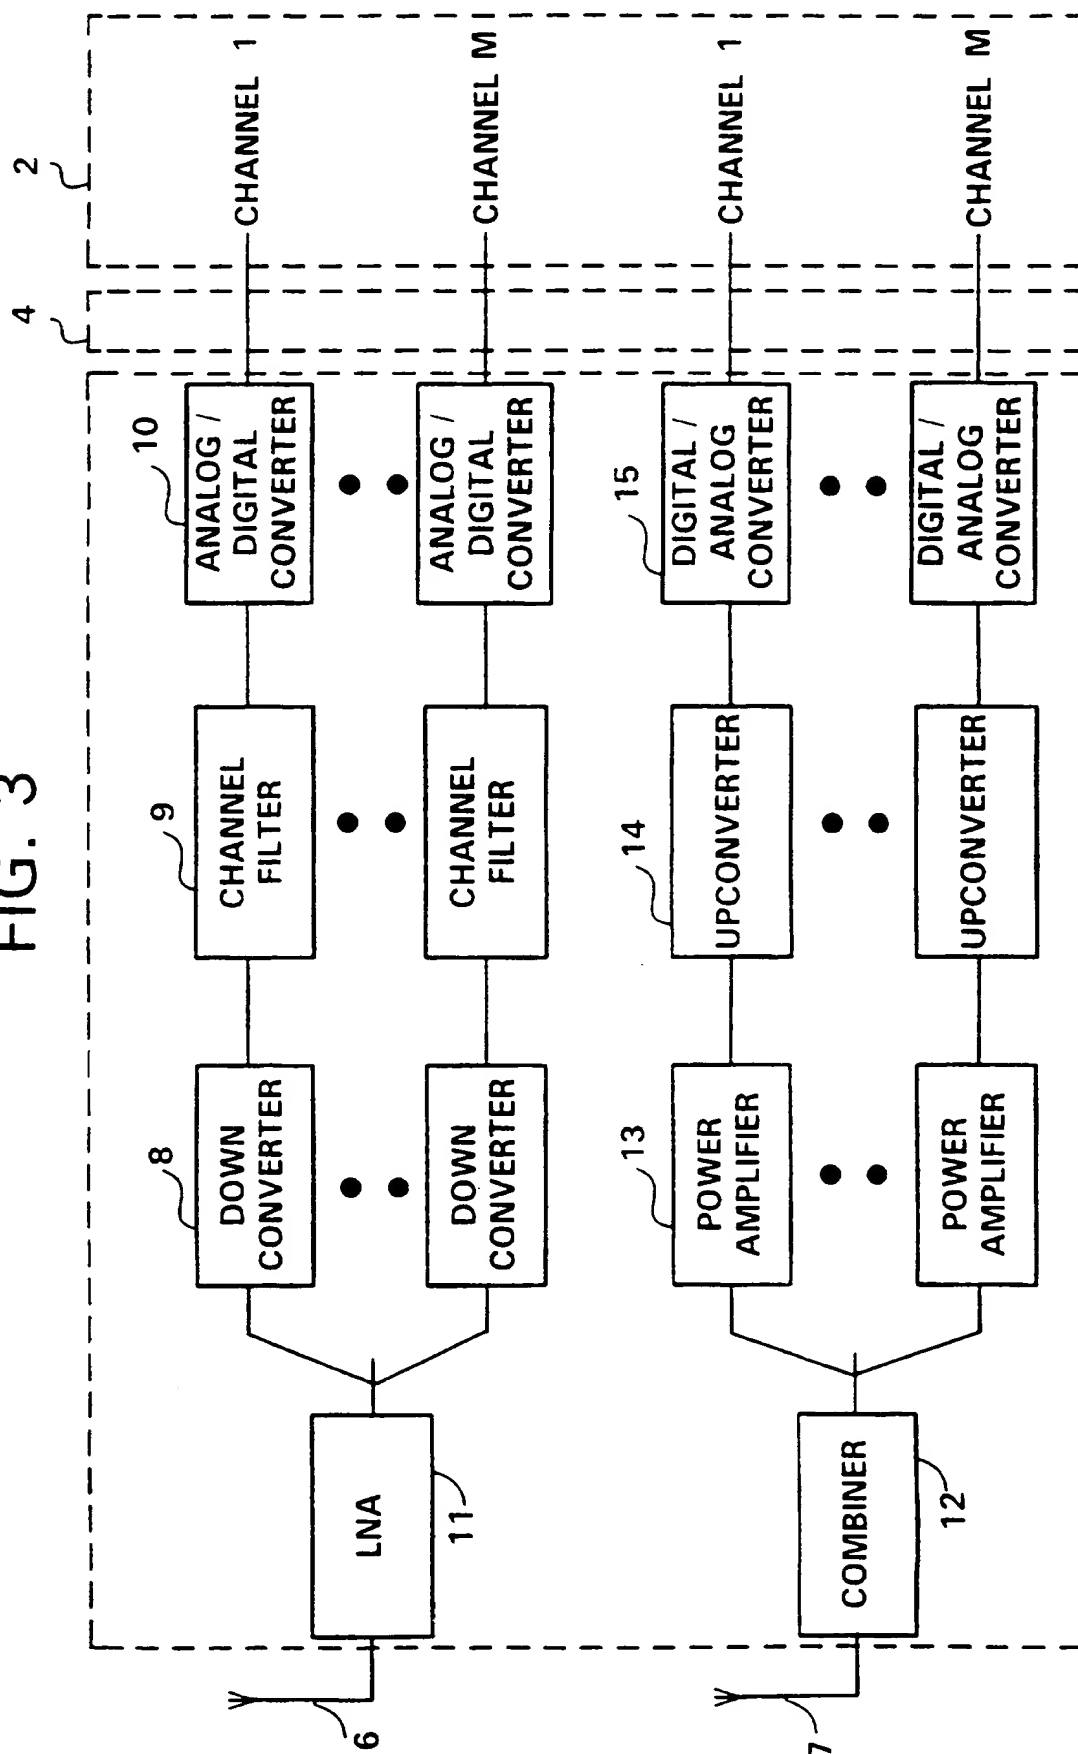 FIG. 3
2
4
6
LNA
11
8
DOWN
CONVERTER
9
CHANNEL
FILTER
10
ANALOG /
DIGITAL
CONVERTER
CHANNEL 1
DOWN
CONVERTER
CHANNEL
FILTER
ANALOG /
DIGITAL
CONVERTER
CHANNEL M
7
COMBINER
12
13
POWER
AMPLIFIER
14
UPCONVERTER
15
DIGITAL /
ANALOG
CONVERTER
CHANNEL 1
POWER
AMPLIFIER
UPCONVERTER
DIGITAL /
ANALOG
CONVERTER
CHANNEL M